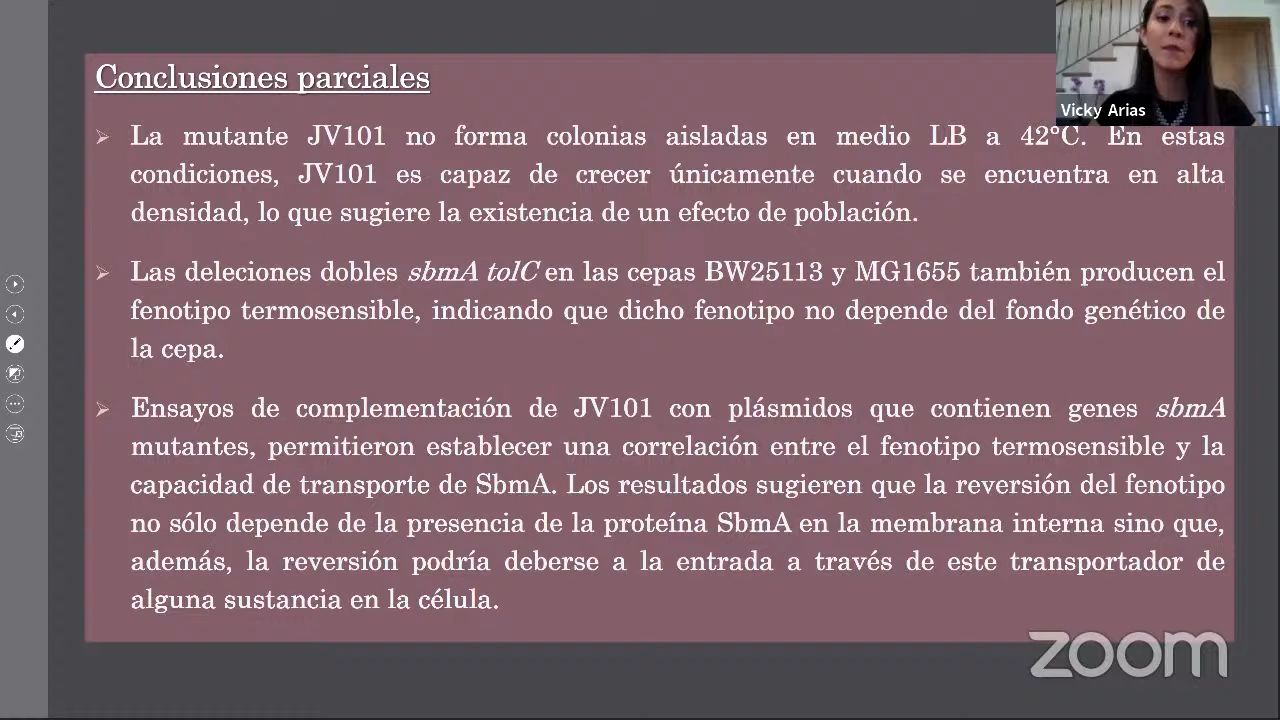 Conclusiones parciales
Vicky Arias
La mutante JV101 no forma colonias aisladas en medio LB a 42°C. En estas
condiciones, JV101 es capaz de crecer únicamente cuando se encuentra en alta
densidad, lo que sugiere la existencia de un efecto de población.
Las deleciones dobles sbmA tolC en las cepas BW25113 y MG1655 también producen el
fenotipo termosensible, indicando que dicho fenotipo no depende del fondo genético de
la cepa.
Ensayos de complementación de JV101 con plásmidos que contienen genes sbmA
mutantes, permitieron establecer una correlación entre el fenotipo termosensible y la
capacidad de transporte de SbmA. Los resultados sugieren que la reversión del fenotipo
no sólo depende de la presencia de la proteína SbmA en la membrana interna sino que,
además, la reversión podría deberse a la entrada a través de este transportador de
alguna sustancia en la célula.
zoom